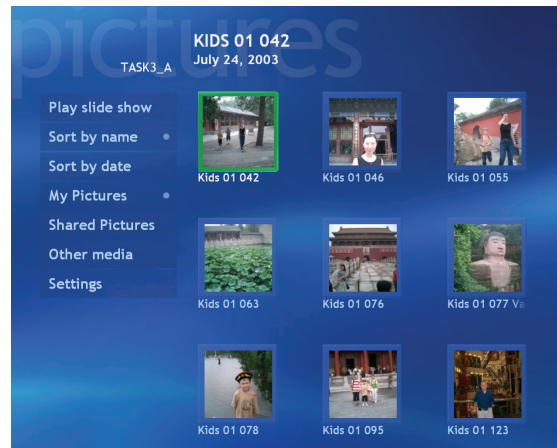 pictures
KIDS 01 042
July 24, 2003
TASK3_A
Play slide show
Sort by name
Sort by date
My Pictures
Shared Pictures
Other media
Settings
Kids 01 042
Kids 01 046
Kids 01 055
Kids 01 063
Kids 01 076
Kids 01 077 Va
Kids 01 078
Kids 01 095
Kids 01 123